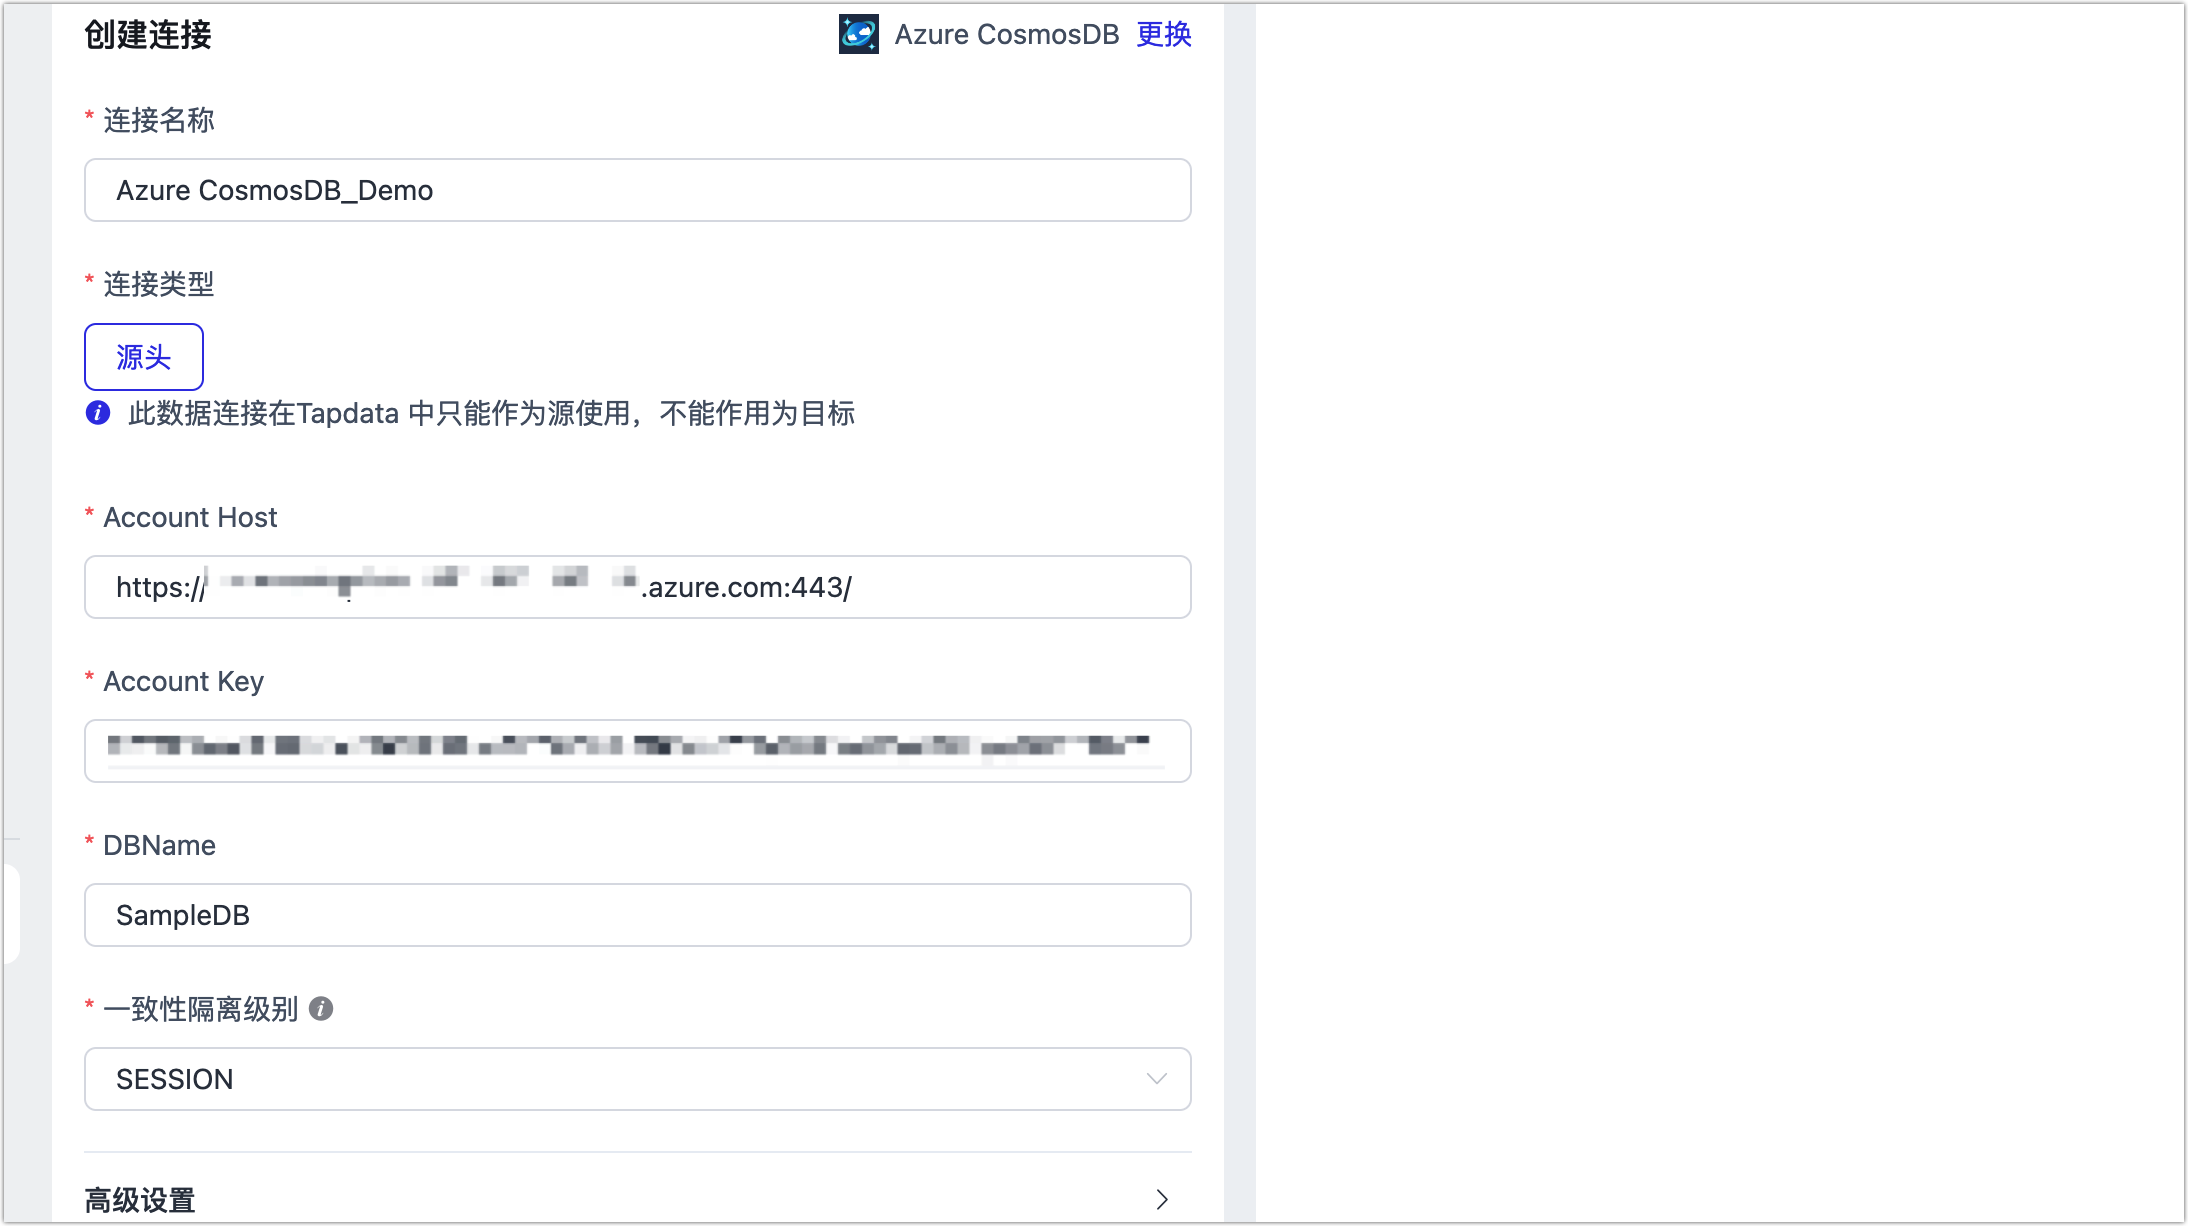 创建连接
Azure CosmosDB 更换
* 连接名称
Azure CosmosDB_Demo
* 连接类型
源头
此数据连接在Tapdata 中只能作为源使用，不能作用为目标
* Account Host
https:// .azure.com:443/
* Account Key
* DBName
SampleDB
* 一致性隔离级别
SESSION
高级设置